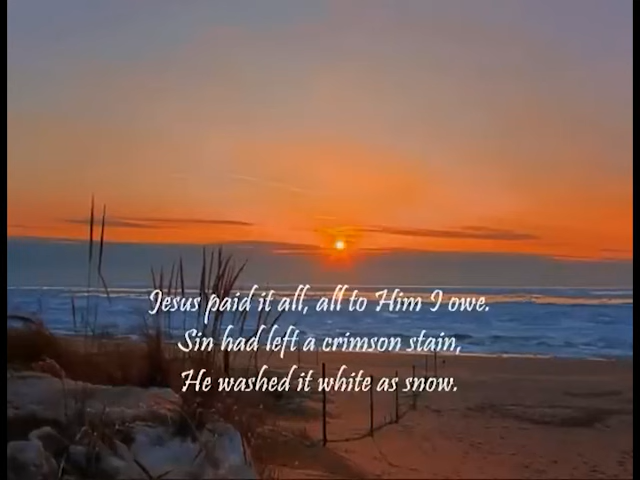 Jesus paid it all, all to Him I owe.
Sin had left a crimson stain,
He washed it white as snow.